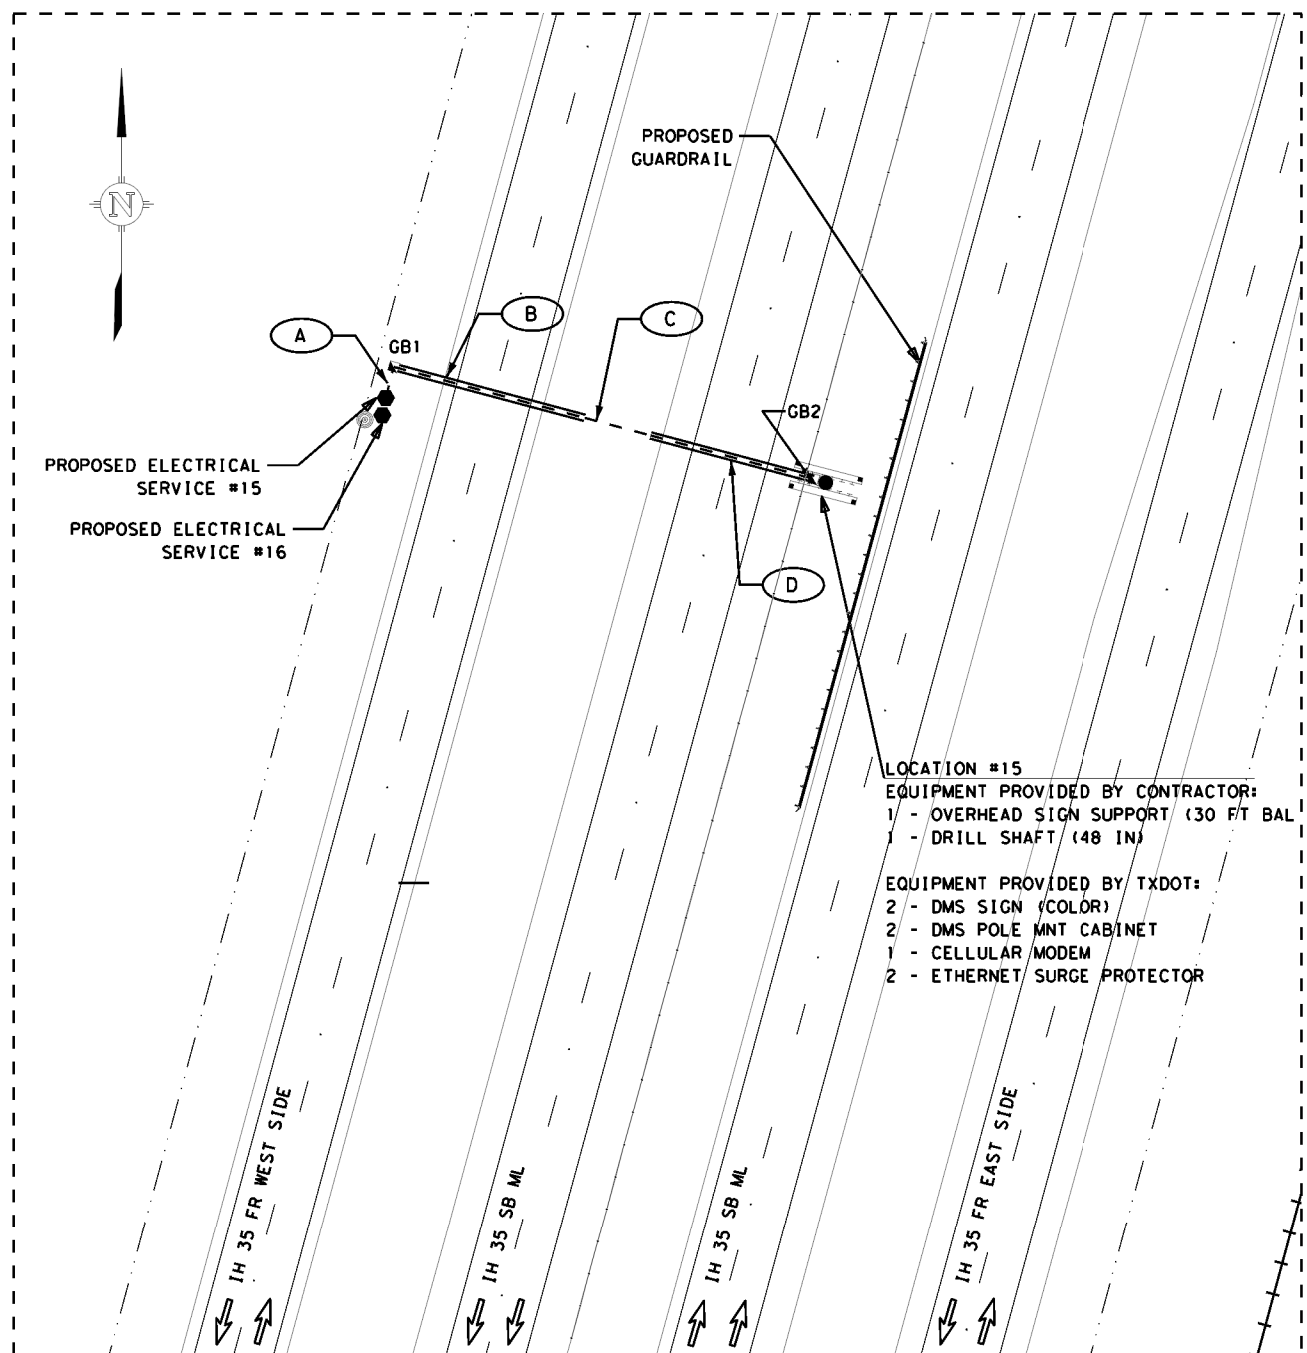 N
PROPOSED
GUARDRAIL
A
B
C
GB1
GB2
PROPOSED ELECTRICAL
SERVICE #15
PROPOSED ELECTRICAL
SERVICE #16
D
LOCATION #15
EQUIPMENT PROVIDED BY CONTRACTOR:
1 - OVERHEAD SIGN SUPPORT (30 FT BAL
1 - DRILL SHAFT (48 IN)
EQUIPMENT PROVIDED BY TXDOT:
2 - DMS SIGN (COLOR)
2 - DMS POLE MNT CABINET
1 - CELLULAR MODEM
2 - ETHERNET SURGE PROTECTOR
IH 35 FR WEST SIDE
IH 35 SB ML
IH 35 SB ML
IH 35 FR EAST SIDE